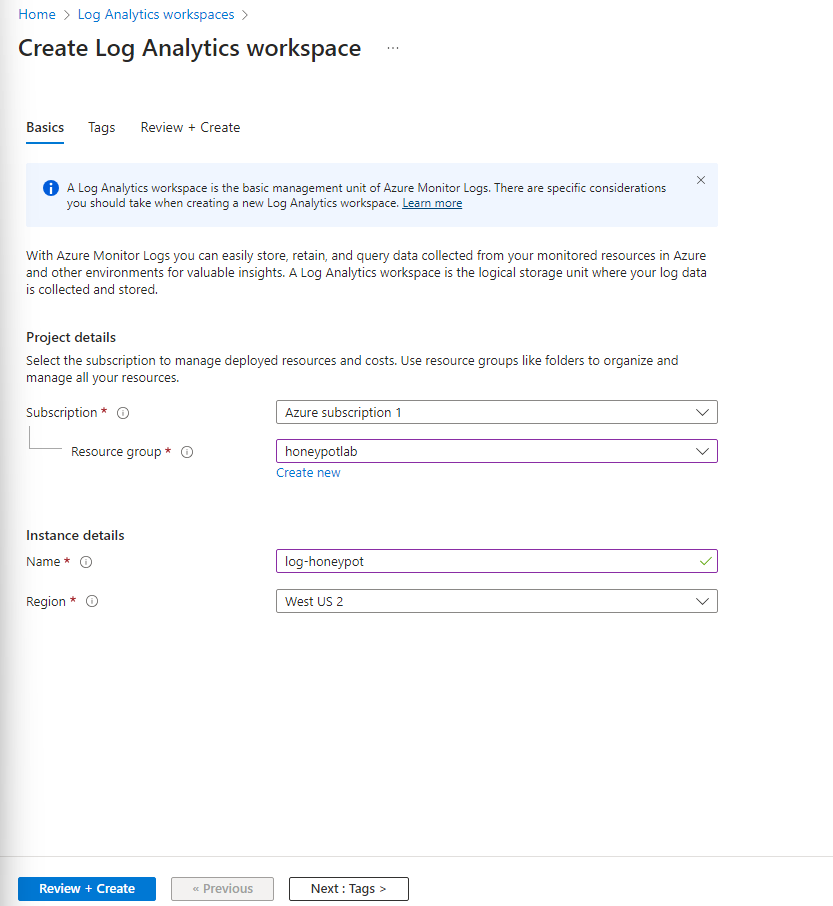 Home > Log Analytics workspaces >
Create Log Analytics workspace ...
Basics Tags Review + Create
A Log Analytics workspace is the basic management unit of Azure Monitor Logs. There are specific considerations
you should take when creating a new Log Analytics workspace. Learn more
With Azure Monitor Logs you can easily store, retain, and query data collected from your monitored resources in Azure
and other environments for valuable insights. A Log Analytics workspace is the logical storage unit where your log data
is collected and stored.
Project details
Select the subscription to manage deployed resources and costs. Use resource groups like folders to organize and
manage all your resources.
Subscription * Azure subscription 1
Resource group * honeypotlab
Create new
Instance details
Name * log-honeypot
Region * West US 2
Review + Create « Previous Next : Tags >